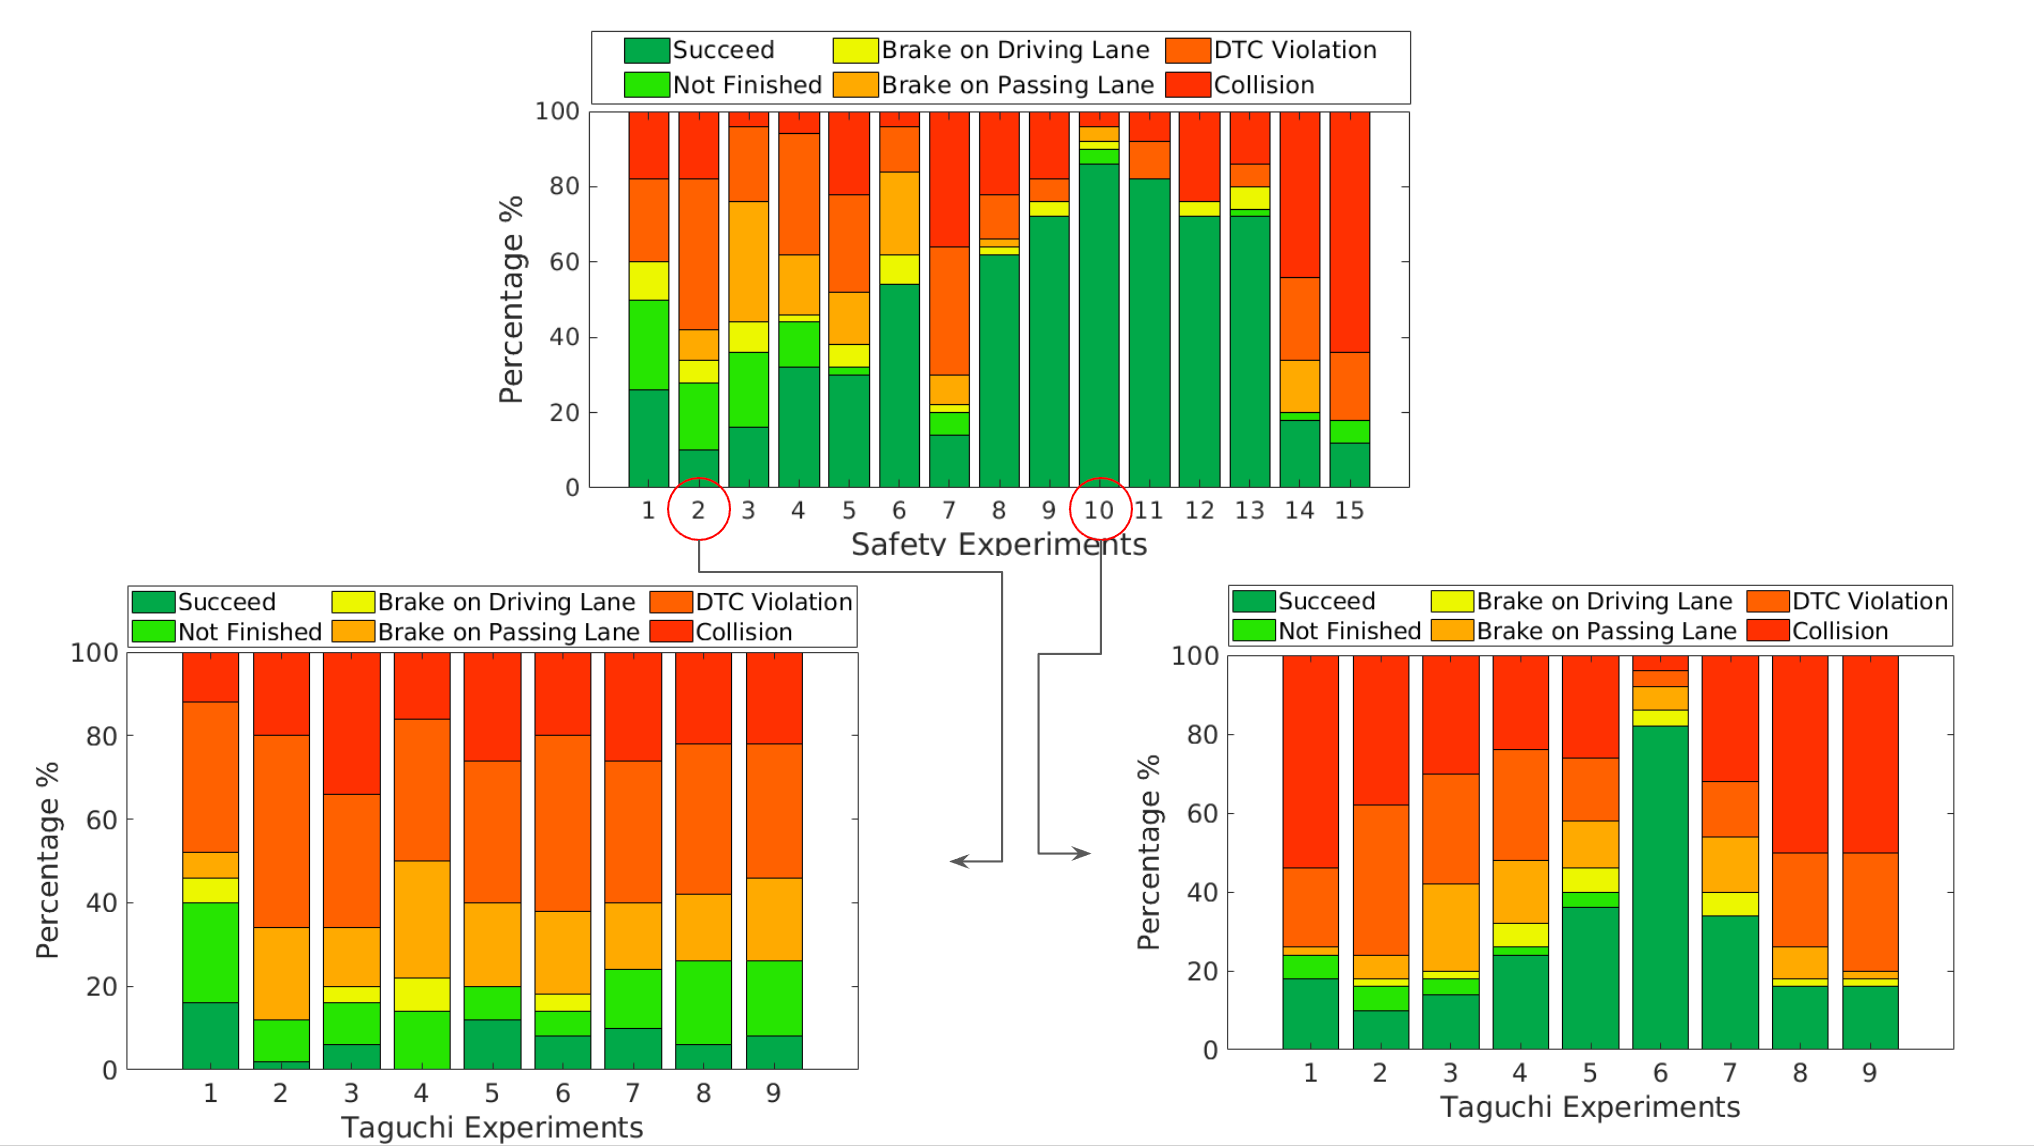 Succeed Brake on Driving Lane DTC Violation
Not Finished Brake on Passing Lane Collision
100
80
60
40
20
0
Percentage %
1 2 3 4 5 6 7 8 9 10 11 12 13 14 15
Safety Experiments
Succeed Brake on Driving Lane DTC Violation
Not Finished Brake on Passing Lane Collision
100
80
60
40
20
0
Percentage %
1 2 3 4 5 6 7 8 9
Taguchi Experiments
Succeed Brake on Driving Lane DTC Violation
Not Finished Brake on Passing Lane Collision
100
80
60
40
20
0
Percentage %
1 2 3 4 5 6 7 8 9
Taguchi Experiments